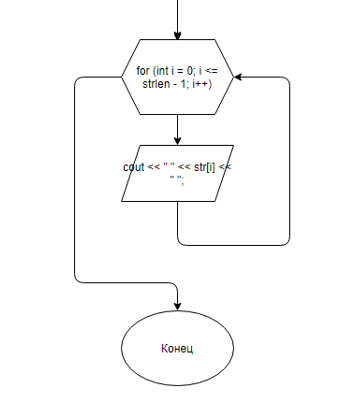 for (int i = 0; i <=
strlen - 1; i++)
cout << " " << str[i] <<
" ";
Конец